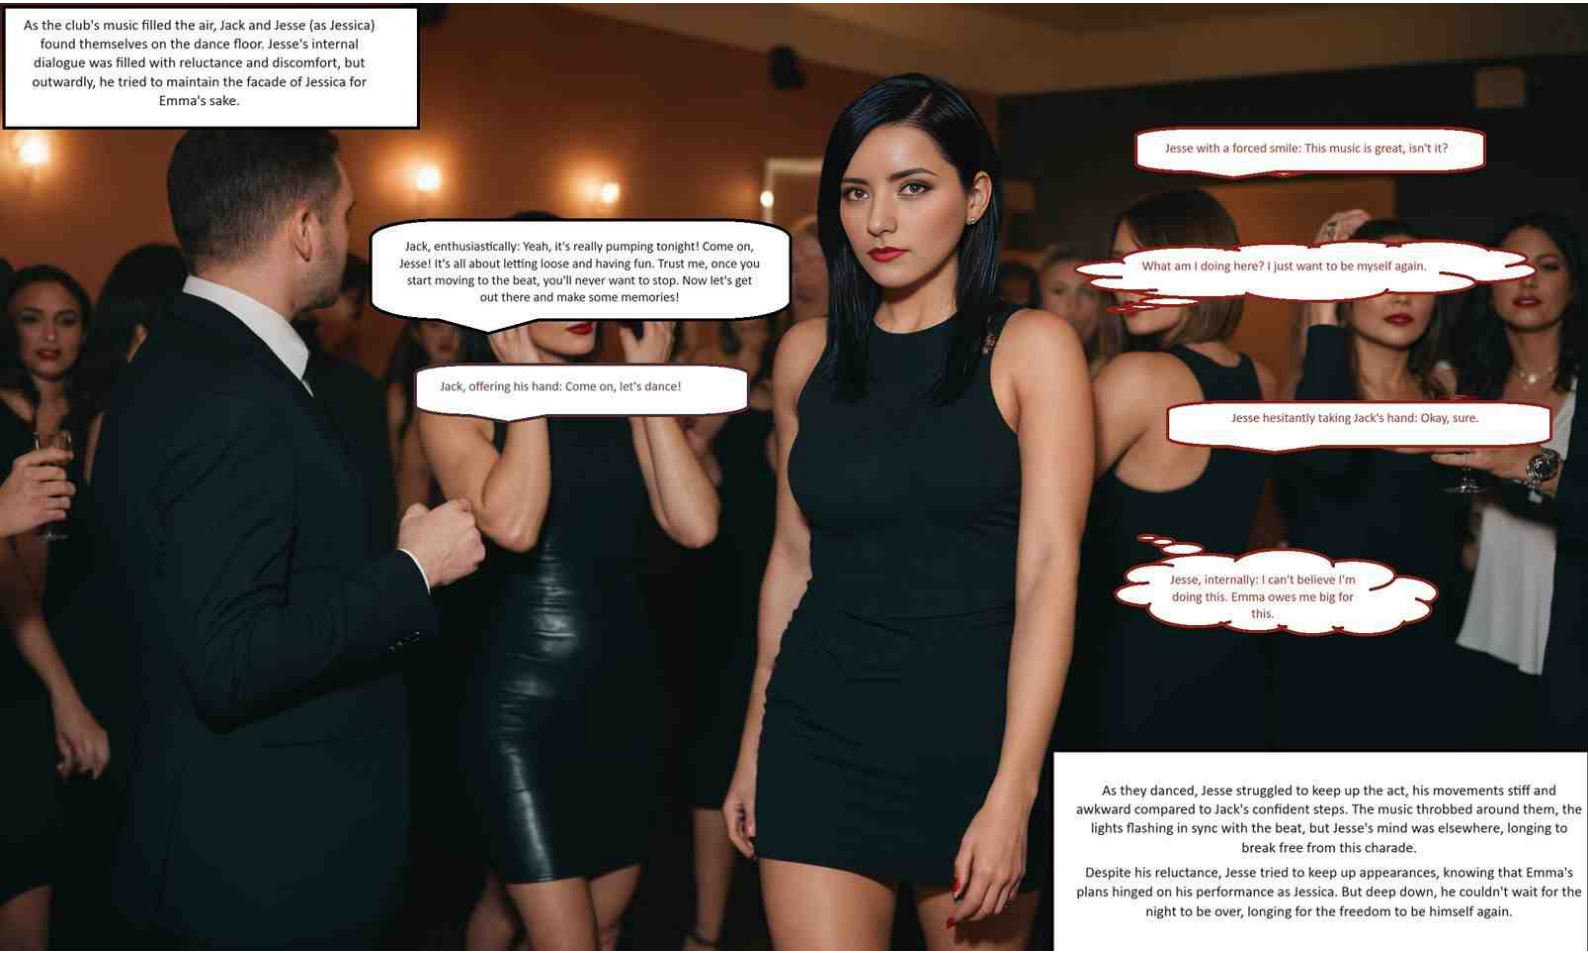 As the club's music filled the air, Jack and Jesse (as Jessica)
found themselves on the dance floor. Jesse's internal
dialogue was filled with reluctance and discomfort, but
outwardly, he tried to maintain the facade of Jessica for
Emma's sake.
Jesse with a forced smile: This music is great, isn't it?
Jack, enthusiastically: Yeah, it's really pumping tonight! Come on,
Jesse! It's all about letting loose and having fun. Trust me, once you
start moving to the beat, you'll never want to stop. Now let's get
out there and make some memories!
What am I doing here? I just want to be myself again.
Jack, offering his hand: Come on, let's dance!
Jesse hesitantly taking Jack's hand: Okay, sure.
Jesse, internally: I can't believe I'm
doing this. Emma owes me big for
this.
As they danced, Jesse struggled to keep up the act, his movements stiff and
awkward compared to Jack's confident steps. The music throbbed around them, the
lights flashing in sync with the beat, but Jesse's mind was elsewhere, longing to
break free from this charade.
Despite his reluctance, Jesse tried to keep up appearances, knowing that Emma's
plans hinged on his performance as Jessica. But deep down, he couldn't wait for the
night to be over, longing for the freedom to be himself again.